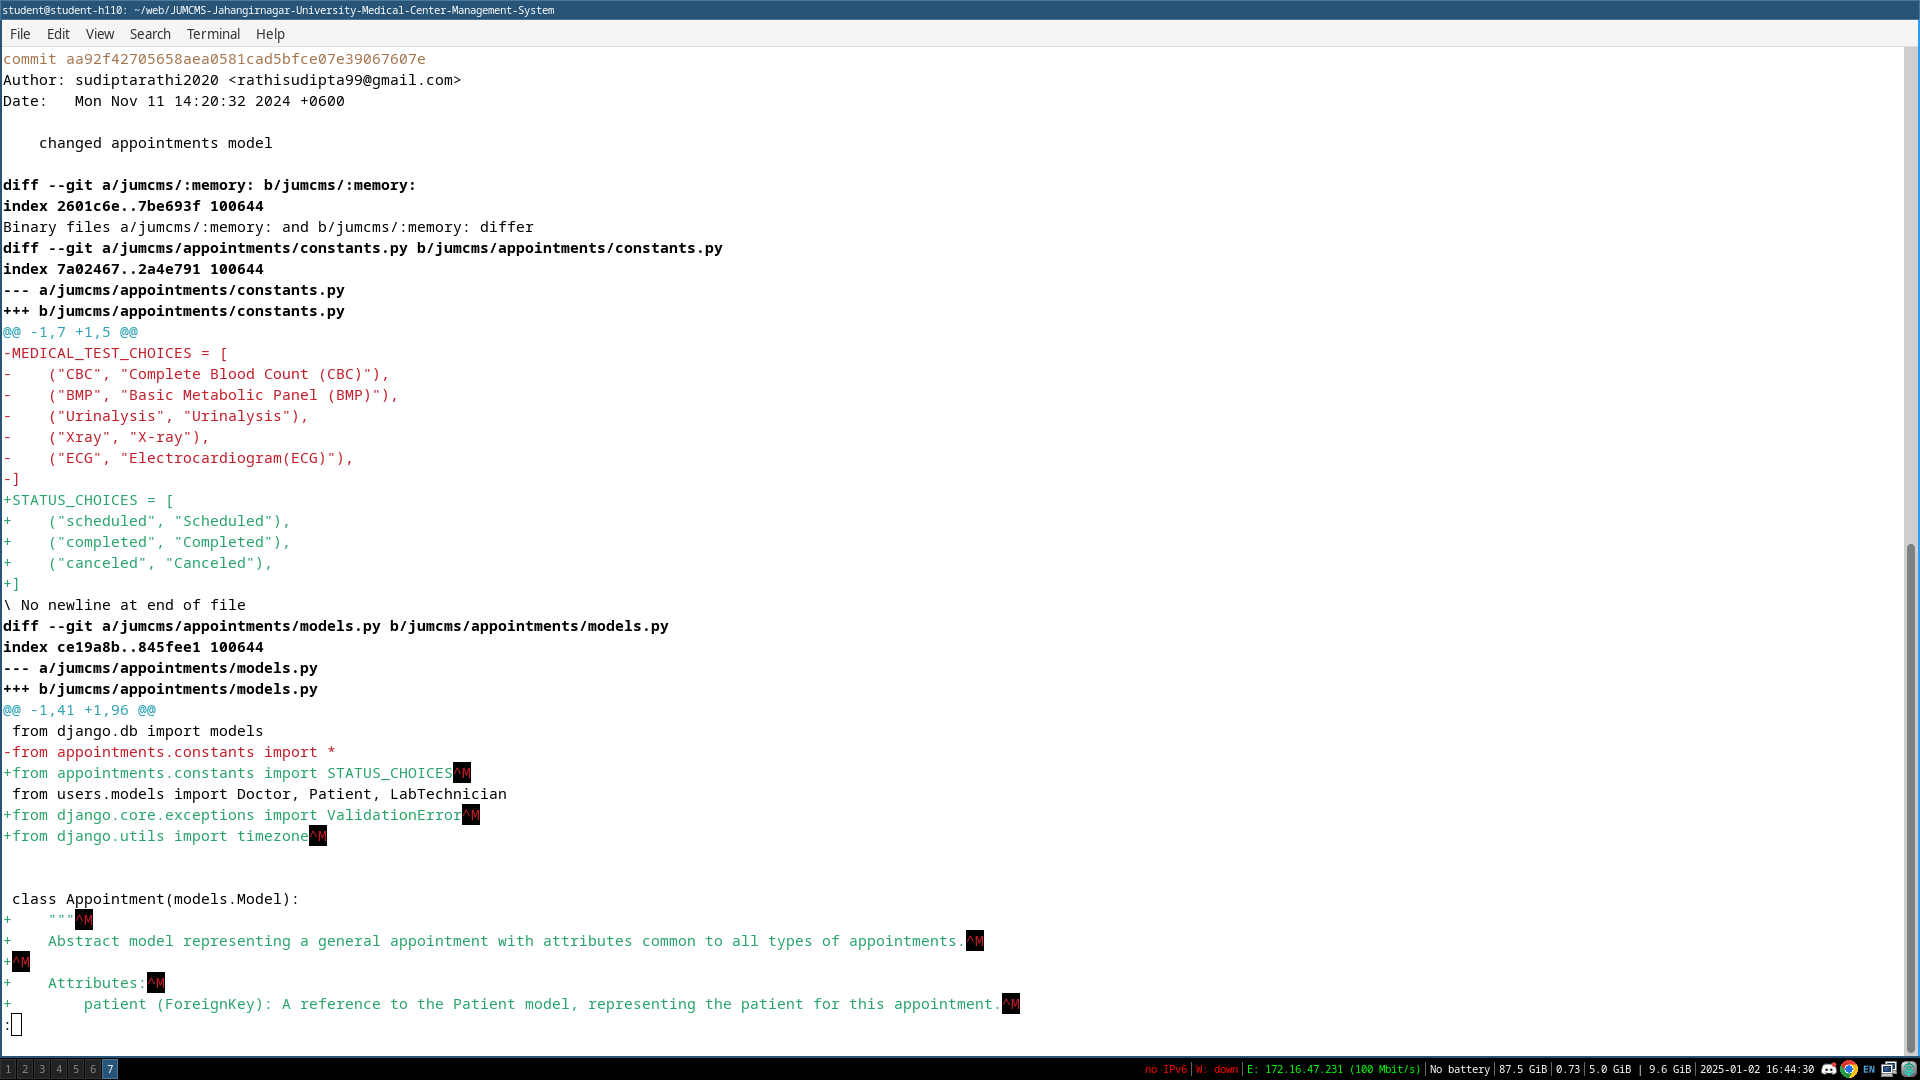 student@student-h110: ~/web/JUMCMS-Jahangirnagar-University-Medical-Center-Management-System
File Edit View Search Terminal Help
commit aa92f42705658aea0581cad5bfce07e39067607e
Author: sudiptarathi2020 <rathisudipta99@gmail.com>
Date:   Mon Nov 11 14:20:32 2024 +0600
    changed appointments model
diff --git a/jumcms/:memory: b/jumcms/:memory:
index 2601c6e..7be693f 100644
Binary files a/jumcms/:memory: and b/jumcms/:memory: differ
diff --git a/jumcms/appointments/constants.py b/jumcms/appointments/constants.py
index 7a02467..2a4e791 100644
--- a/jumcms/appointments/constants.py
+++ b/jumcms/appointments/constants.py
@@ -1,7 +1,5 @@
-MEDICAL_TEST_CHOICES = [
-    ("CBC", "Complete Blood Count (CBC)"),
-    ("BMP", "Basic Metabolic Panel (BMP)"),
-    ("Urinalysis", "Urinalysis"),
-    ("Xray", "X-ray"),
-    ("ECG", "Electrocardiogram(ECG)"),
-]
+STATUS_CHOICES = [
+    ("scheduled", "Scheduled"),
+    ("completed", "Completed"),
+    ("canceled", "Canceled"),
+]
\ No newline at end of file
diff --git a/jumcms/appointments/models.py b/jumcms/appointments/models.py
index ce19a8b..845fee1 100644
--- a/jumcms/appointments/models.py
+++ b/jumcms/appointments/models.py
@@ -1,41 +1,96 @@
 from django.db import models
-from appointments.constants import *
+from appointments.constants import STATUS_CHOICES^M
 from users.models import Doctor, Patient, LabTechnician
+from django.core.exceptions import ValidationError^M
+from django.utils import timezone^M
 class Appointment(models.Model):
+    """^M
+    Abstract model representing a general appointment with attributes common to all types of appointments.^M
+^M
+    Attributes:^M
+        patient (ForeignKey): A reference to the Patient model, representing the patient for this appointment.^M
:
1 2 3 4 5 6 7 no IPv6 | W: down | E: 172.16.47.231 (100 Mbit/s) | No battery | 87.5 GiB | 0.73 | 5.0 GiB | 9.6 GiB | 2025-01-02 16:44:30 EN